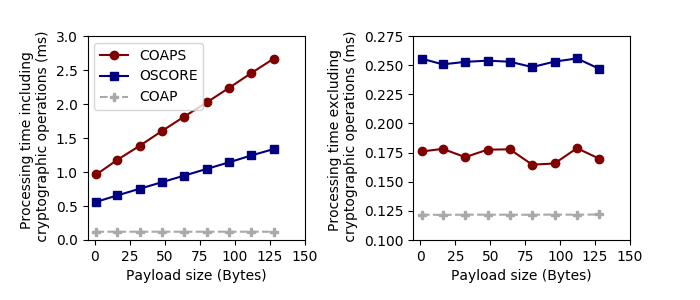 Processing time including
cryptographic operations (ms)
3.0
2.5
2.0
1.5
1.0
0.5
0.0
COAPS
OSCORE
COAP
0 25 50 75 100 125 150
Payload size (Bytes)
Processing time excluding
cryptographic operations (ms)
0.275
0.250
0.225
0.200
0.175
0.150
0.125
0.100
0 25 50 75 100 125 150
Payload size (Bytes)